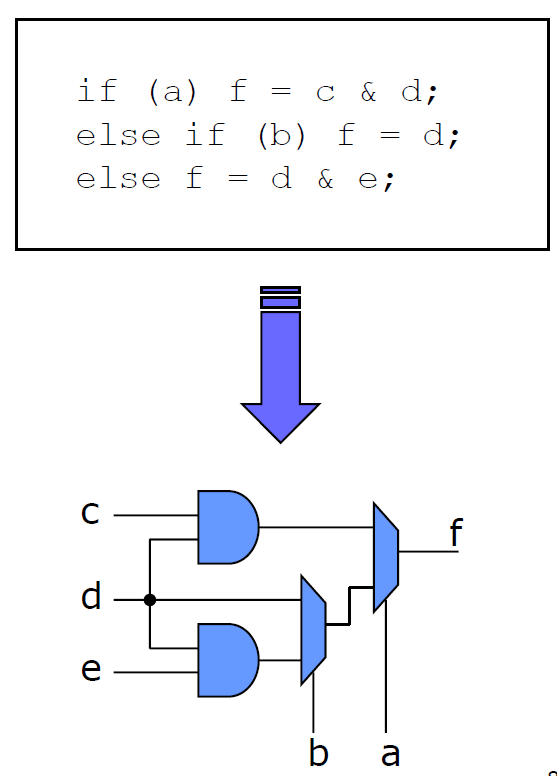 if (a) f = c & d;
else if (b) f = d;
else f = d & e;
c
f
d
e
b a